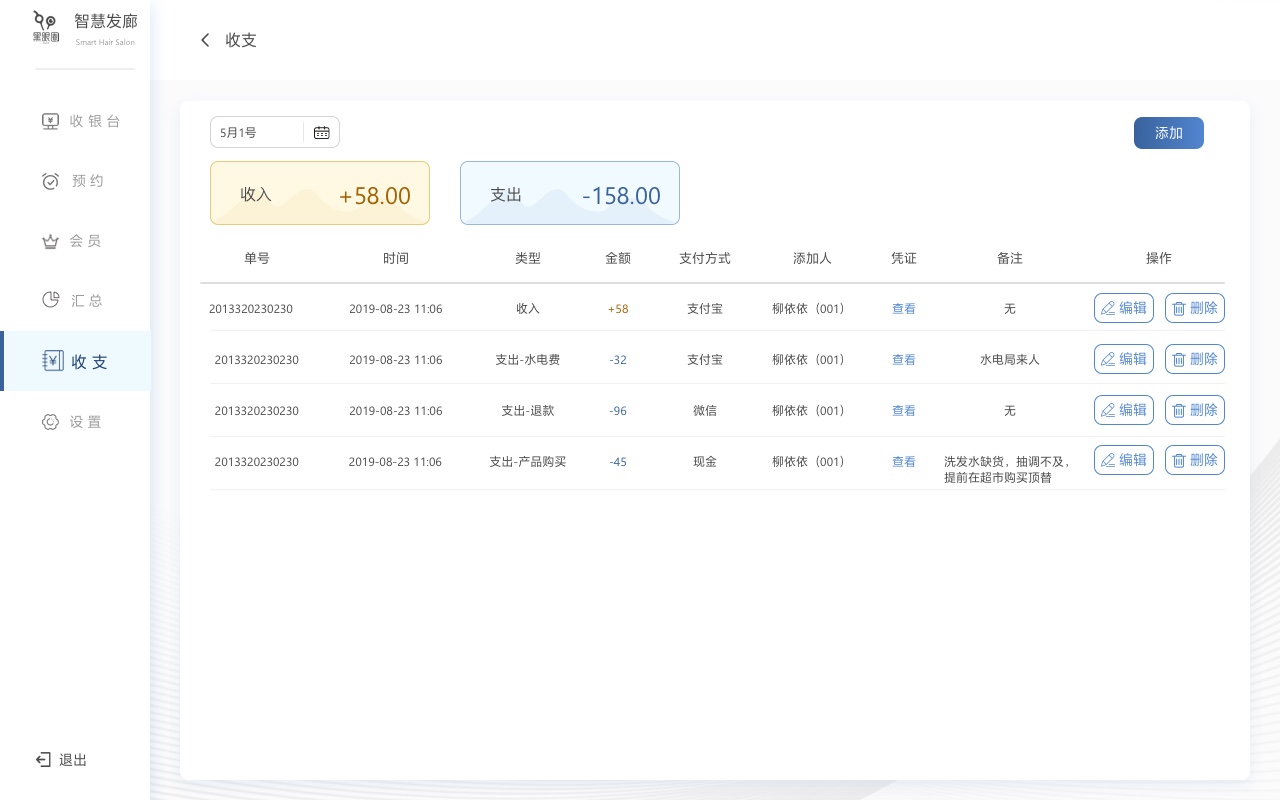 黑眼圈
智慧发廊
Smart Hair Salon
收支
收银台
预约
会员
汇总
收支
设置
退出
5月1号
添加
收入 +58.00
支出 -158.00
单号 时间 类型 金额 支付方式 添加人 凭证 备注 操作
2013320230230 2019-08-23 11:06 收入 +58 支付宝 柳依依（001） 查看 无 编辑 删除
2013320230230 2019-08-23 11:06 支出-水电费 -32 支付宝 柳依依（001） 查看 水电局来人 编辑 删除
2013320230230 2019-08-23 11:06 支出-退款 -96 微信 柳依依（001） 查看 无 编辑 删除
2013320230230 2019-08-23 11:06 支出-产品购买 -45 现金 柳依依（001） 查看 洗发水缺货，抽调不及， 编辑 删除
提前在超市购买顶替